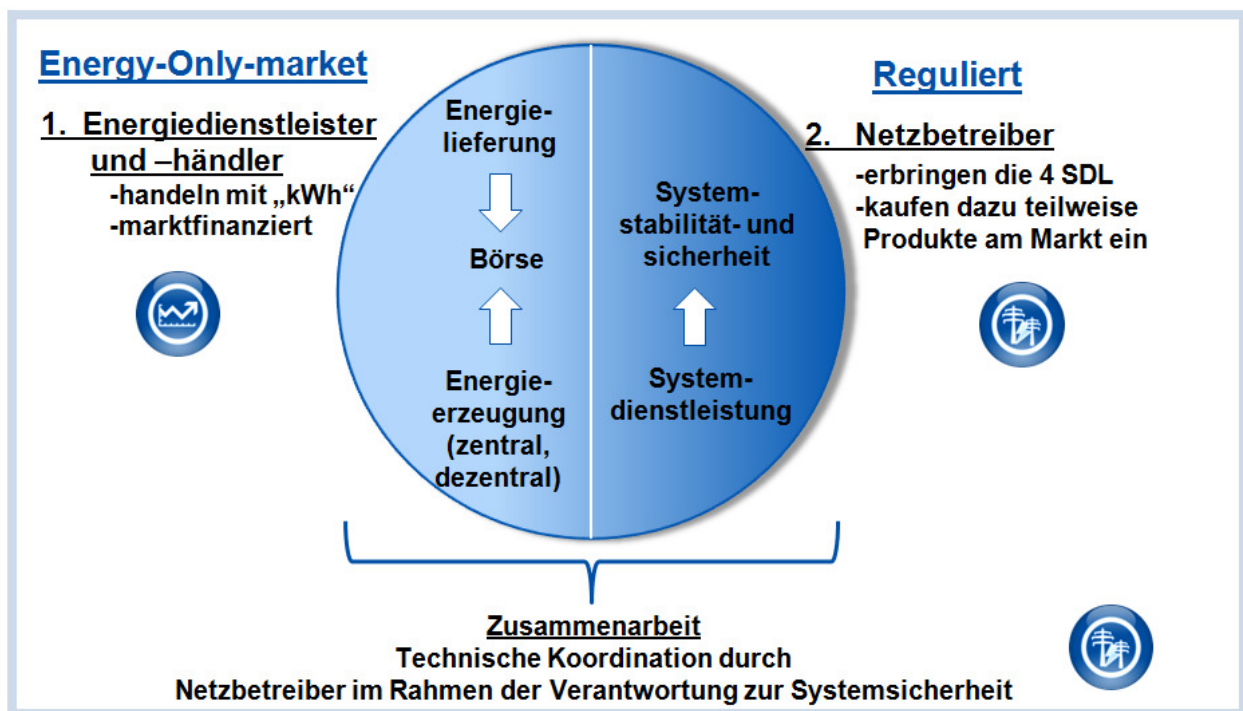 Energy-Only-market
1. Energiedienstleister
und –händler
-handeln mit „kWh“
-marktfinanziert
Energie-
lieferung
Börse
Energie-
erzeugung
(zentral,
dezentral)
System-
stabilität- und
sicherheit
System-
dienstleistung
Reguliert
2. Netzbetreiber
-erbringen die 4 SDL
-kaufen dazu teilweise
Produkte am Markt ein
Zusammenarbeit
Technische Koordination durch
Netzbetreiber im Rahmen der Verantwortung zur Systemsicherheit